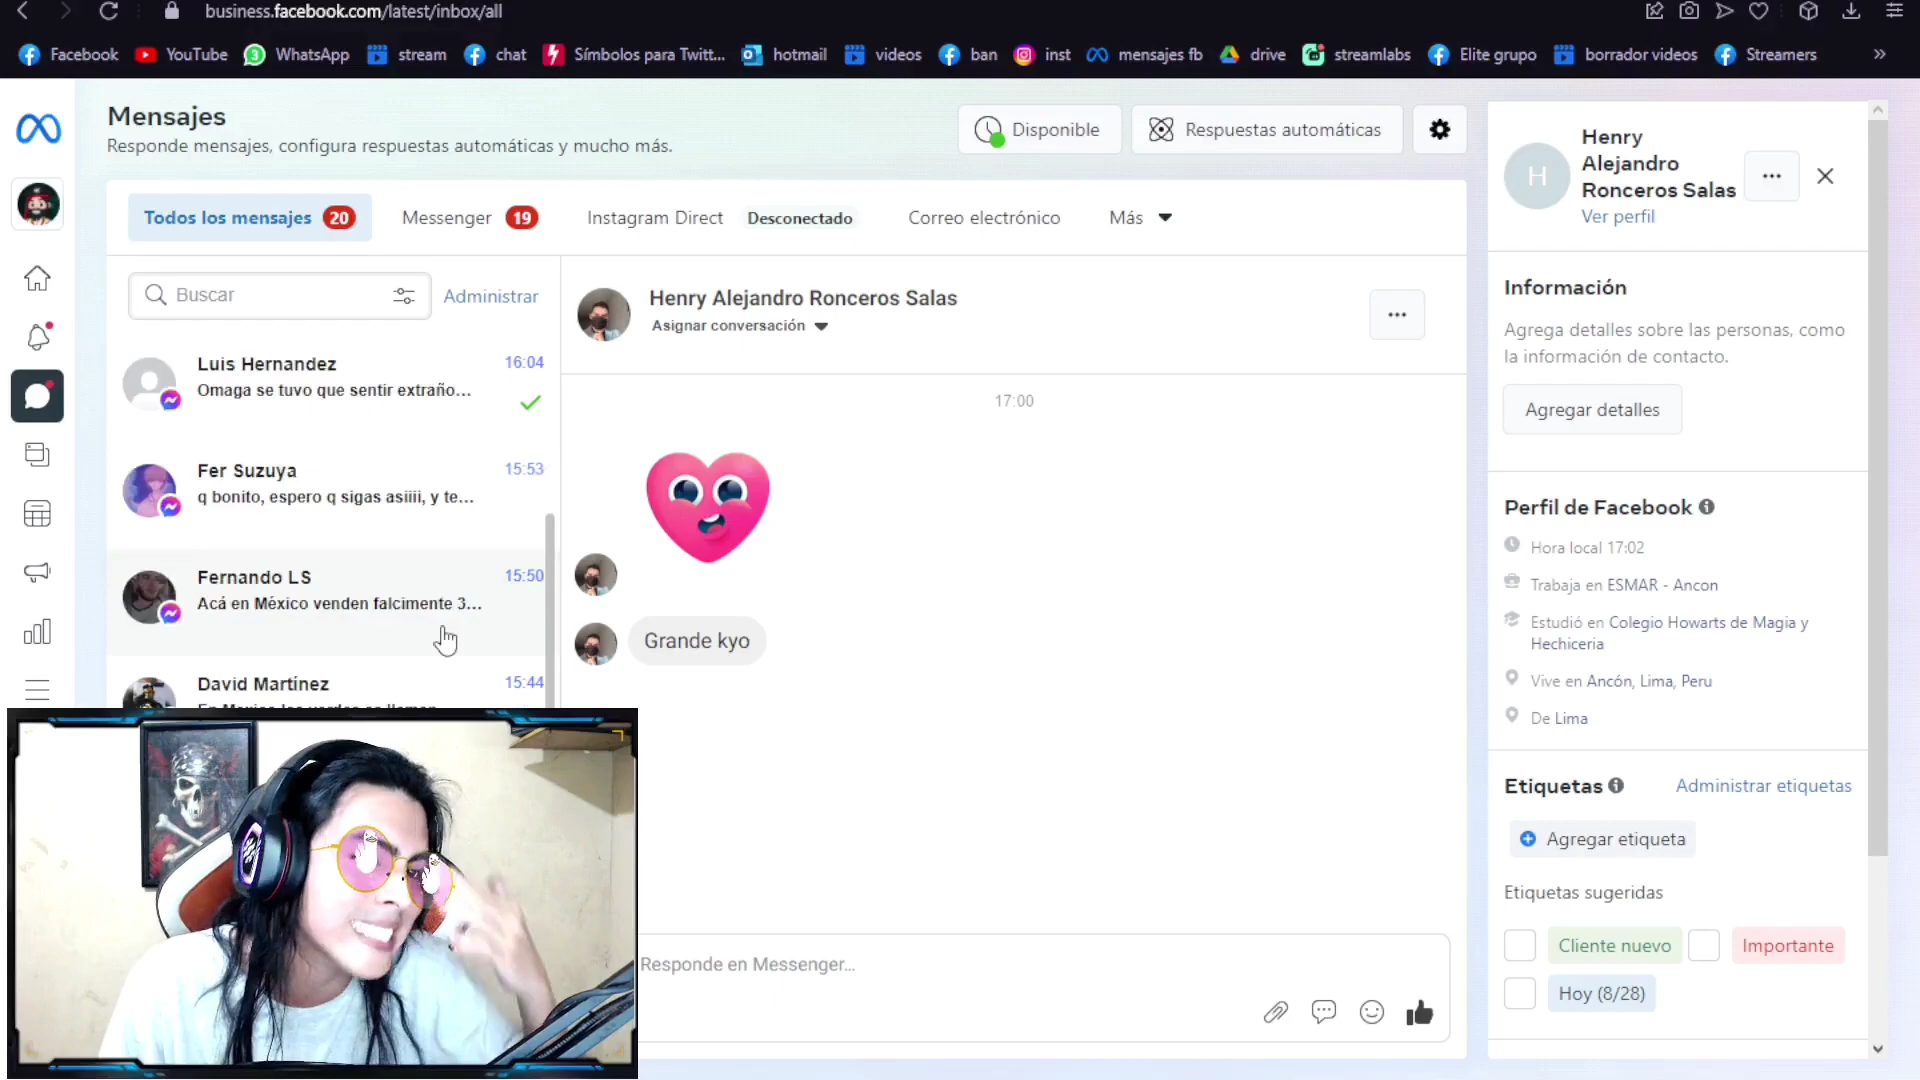 business.facebook.com/latest/inbox/all
Facebook
YouTube
WhatsApp
stream
chat
Símbolos para Twitt...
hotmail
videos
ban
inst
mensajes fb
drive
streamlabs
Elite grupo
borrador videos
Streamers
Mensajes
Responde mensajes, configura respuestas automáticas y mucho más.
Disponible
Respuestas automáticas
Todos los mensajes 20
Messenger 19
Instagram Direct
Desconectado
Correo electrónico
Más
Buscar
Administrar
Luis Hernandez
16:04
Omaga se tuvo que sentir extraño...
Fer Suzuya
15:53
q bonito, espero q sigas asiiii, y te...
Fernando LS
15:50
Acá en México venden falcimente 3...
David Martínez
15:44
Henry Alejandro Ronceros Salas
Asignar conversación
17:00
Grande kyo
Responde en Messenger...
H
Henry
Alejandro
Ronceros Salas
Ver perfil
Información
Agrega detalles sobre las personas, como
la información de contacto.
Agregar detalles
Perfil de Facebook
Hora local 17:02
Trabaja en ESMAR - Ancon
Estudió en Colegio Howarts de Magia y
Hechiceria
Vive en Ancón, Lima, Peru
De Lima
Etiquetas
Administrar etiquetas
Agregar etiqueta
Etiquetas sugeridas
Cliente nuevo
Importante
Hoy (8/28)